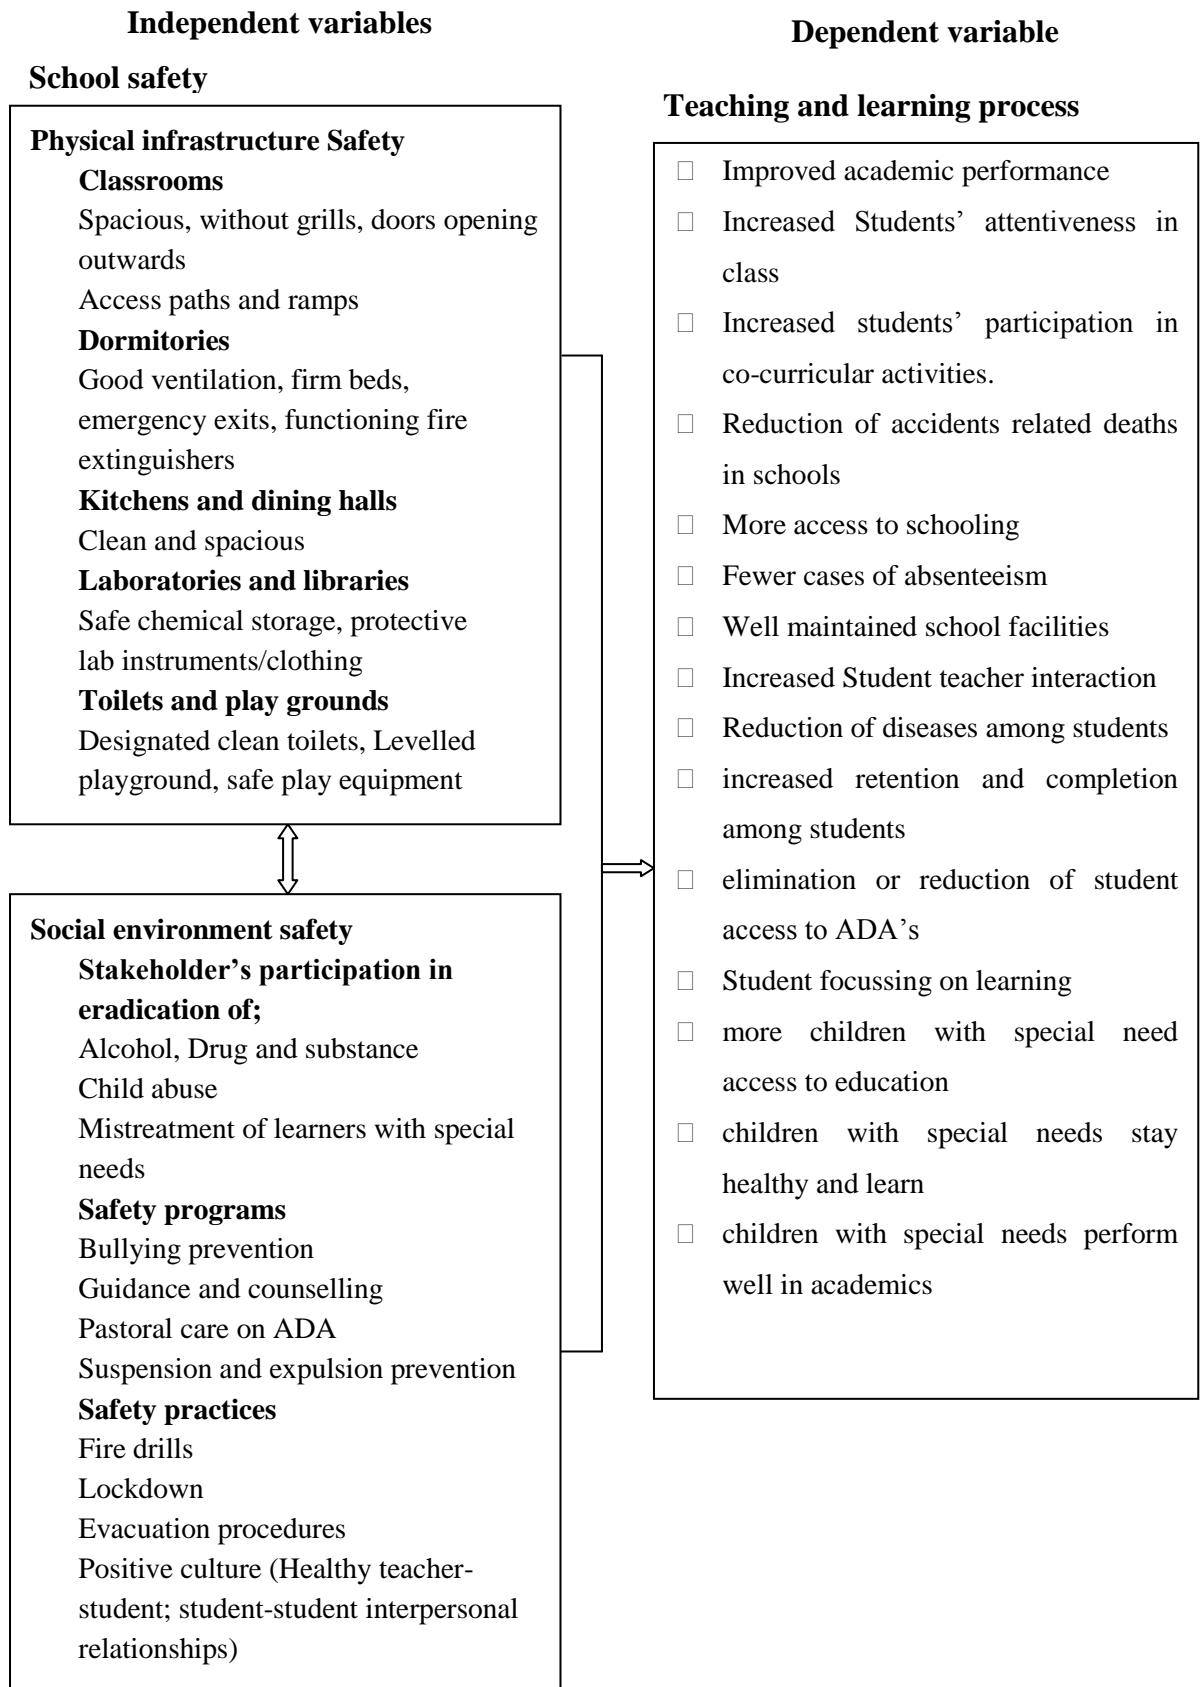 Independent variables
School safety
Physical infrastructure Safety
Classrooms
Spacious, without grills, doors opening
outwards
Access paths and ramps
Dormitories
Good ventilation, firm beds,
emergency exits, functioning fire
extinguishers
Kitchens and dining halls
Clean and spacious
Laboratories and libraries
Safe chemical storage, protective
lab instruments/clothing
Toilets and play grounds
Designated clean toilets, Levelled
playground, safe play equipment
Social environment safety
Stakeholder’s participation in
eradication of;
Alcohol, Drug and substance
Child abuse
Mistreatment of learners with special
needs
Safety programs
Bullying prevention
Guidance and counselling
Pastoral care on ADA
Suspension and expulsion prevention
Safety practices
Fire drills
Lockdown
Evacuation procedures
Positive culture (Healthy teacher-
student; student-student interpersonal
relationships)
Dependent variable
Teaching and learning process
Improved academic performance
Increased Students’ attentiveness in
class
Increased students’ participation in
co-curricular activities.
Reduction of accidents related deaths
in schools
More access to schooling
Fewer cases of absenteeism
Well maintained school facilities
Increased Student teacher interaction
Reduction of diseases among students
increased retention and completion
among students
elimination or reduction of student
access to ADA’s
Student focussing on learning
more children with special need
access to education
children with special needs stay
healthy and learn
children with special needs perform
well in academics